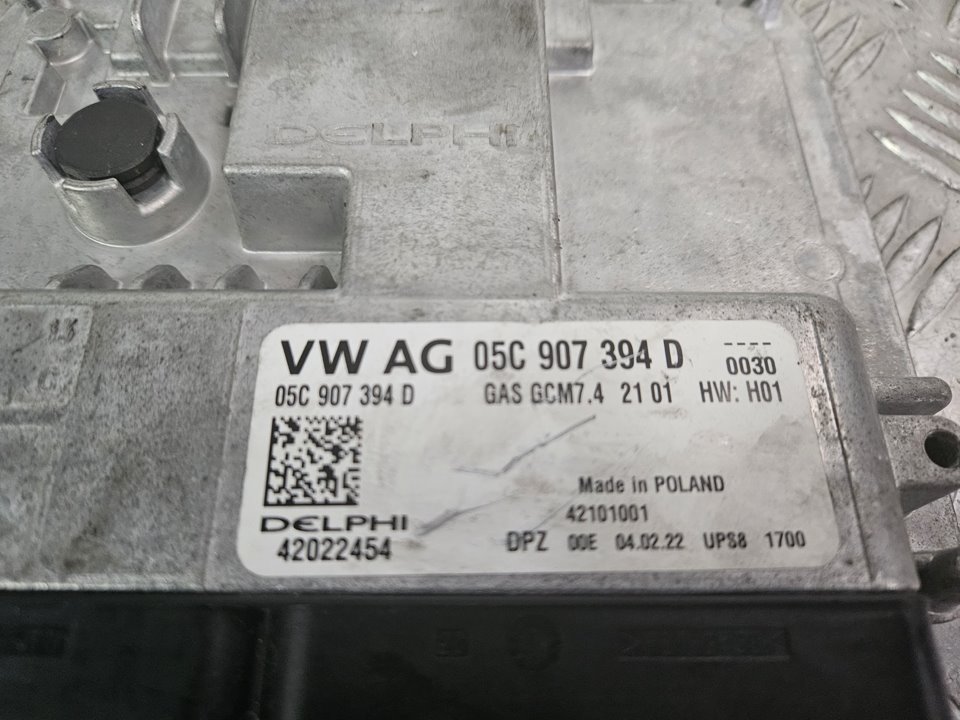 DELPHI
VW AG 05C 907 394 D
----
0030
05C 907 394 D GAS GCM7.4 21 01 HW: H01
Made in POLAND
42101001
DELPHI
42022454
DPZ 00E 04.02.22 UPS8 1700